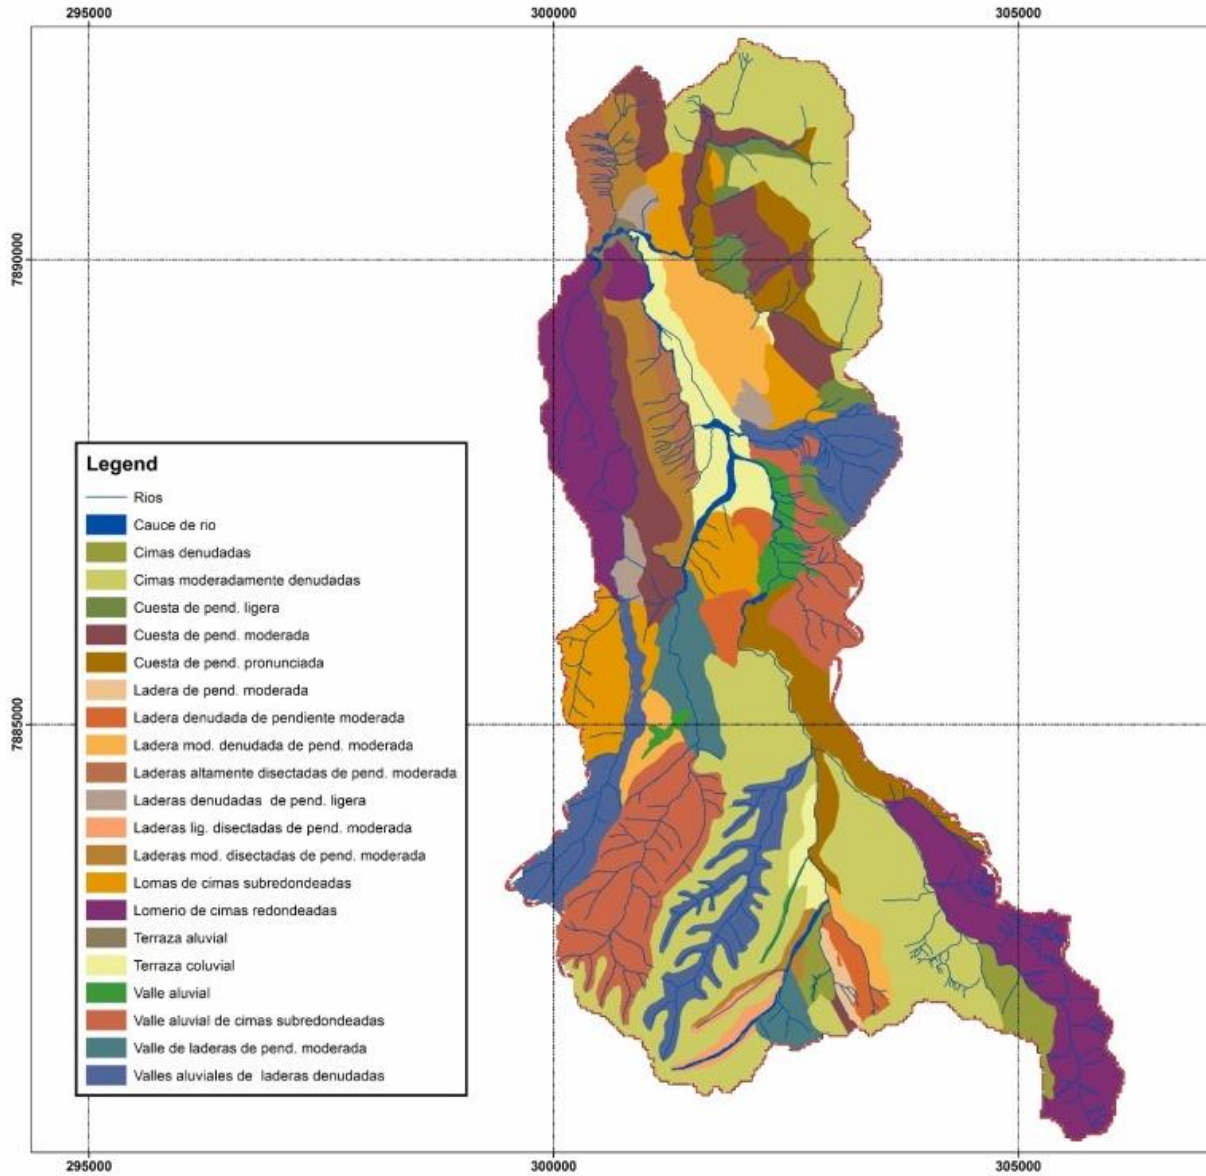 295000 300000 305000
7890000
7885000
Legend
Rios
Cauce de rio
Cimas denudadas
Cimas moderadamente denudadas
Cuesta de pend. ligera
Cuesta de pend. moderada
Cuesta de pend. pronunciada
Ladera de pend. moderada
Ladera denudada de pendiente moderada
Ladera mod. denudada de pend. moderada
Laderas altamente disectadas de pend. moderada
Laderas denudadas de pend. ligera
Laderas lig. disectadas de pend. moderada
Laderas mod. disectadas de pend. moderada
Lomas de cimas subredondeadas
Lomerio de cimas redondeadas
Terraza aluvial
Terraza coluvial
Valle aluvial
Valle aluvial de cimas subredondeadas
Valle de laderas de pend. moderada
Valles aluviales de laderas denudadas
295000 300000 305000